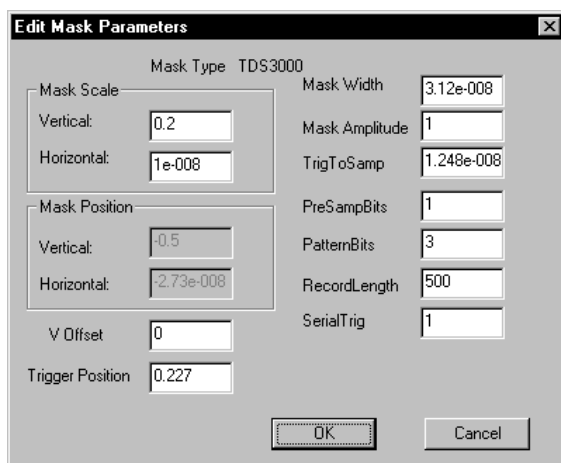 Edit Mask Parameters
Mask Type TDS3000
Mask Scale
Vertical: 0.2
Horizontal: 1e-008
Mask Position
Vertical: -0.5
Horizontal: -2.73e-008
V Offset 0
Trigger Position 0.227
Mask Width 3.12e-008
Mask Amplitude 1
TrigToSamp 1.248e-008
PreSampBits 1
PatternBits 3
RecordLength 500
SerialTrig 1
OK
Cancel